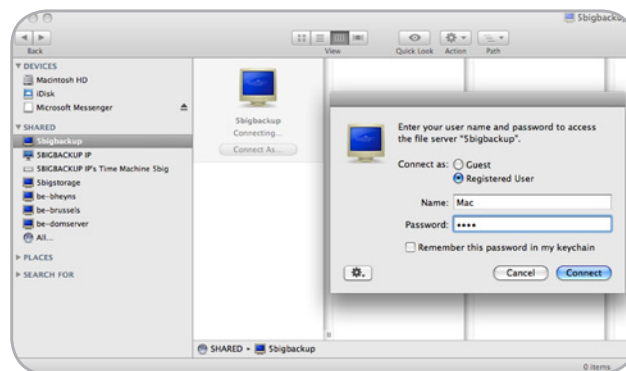 5bigbackup
Back
View
Quick Look
Action
Path
DEVICES
Macintosh HD
iDisk
Microsoft Messenger
SHARED
5bigbackup
5BIGBACKUP IP
5BIGBACKUP IP's Time Machine 5big
5bigstorage
be-bheyns
be-brussels
be-domserver
All...
PLACES
SEARCH FOR
5bigbackup
Connecting...
Connect As...
Enter your user name and password to access
the file server "5bigbackup".
Connect as:
Guest
Registered User
Name: Mac
Password: ••••
Remember this password in my keychain
Cancel
Connect
SHARED ▸ 5bigbackup
0 items